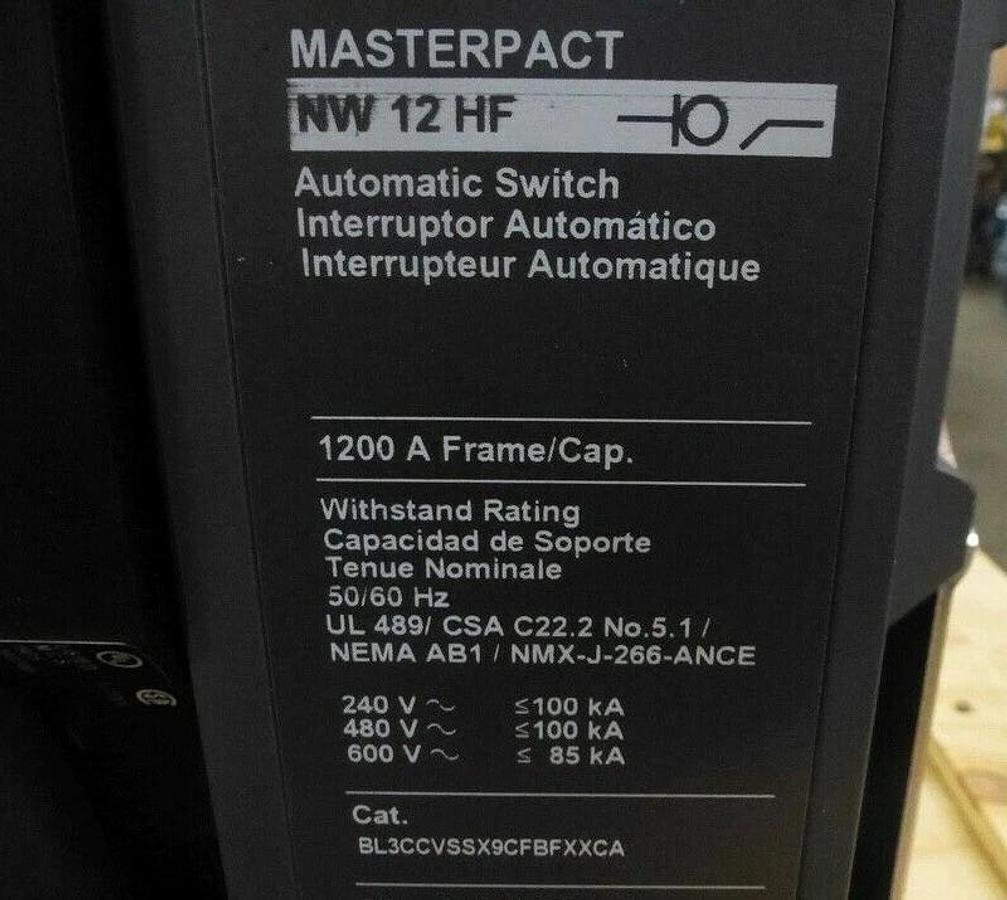 MASTERPACT
NW 12 HF
Automatic Switch
Interruptor Automático
Interrupteur Automatique
1200 A Frame/Cap.
Withstand Rating
Capacidad de Soporte
Tenue Nominale
50/60 Hz
UL 489/ CSA C22.2 No.5.1 /
NEMA AB1 / NMX-J-266-ANCE
240 V ~ ≤100 kA
480 V ~ ≤100 kA
600 V ~ ≤ 85 kA
Cat.
BL3CCVSSX9CFBFXXCA